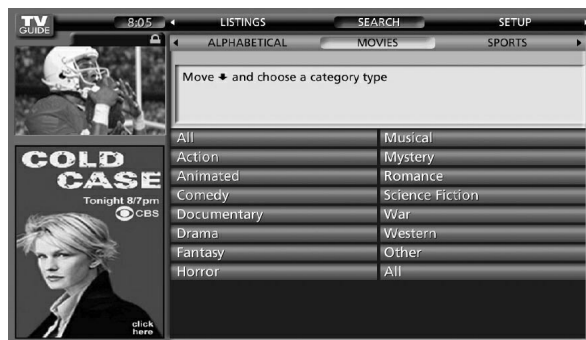 TV
GUIDE
8:05
LISTINGS
SEARCH
SETUP
ALPHABETICAL
MOVIES
SPORTS
Move and choose a category type
All
Musical
Action
Mystery
Animated
Romance
Comedy
Science Fiction
Documentary
War
Drama
Western
Fantasy
Other
Horror
All
COLD
CASE
Tonight 8/7pm
CBS
click
here